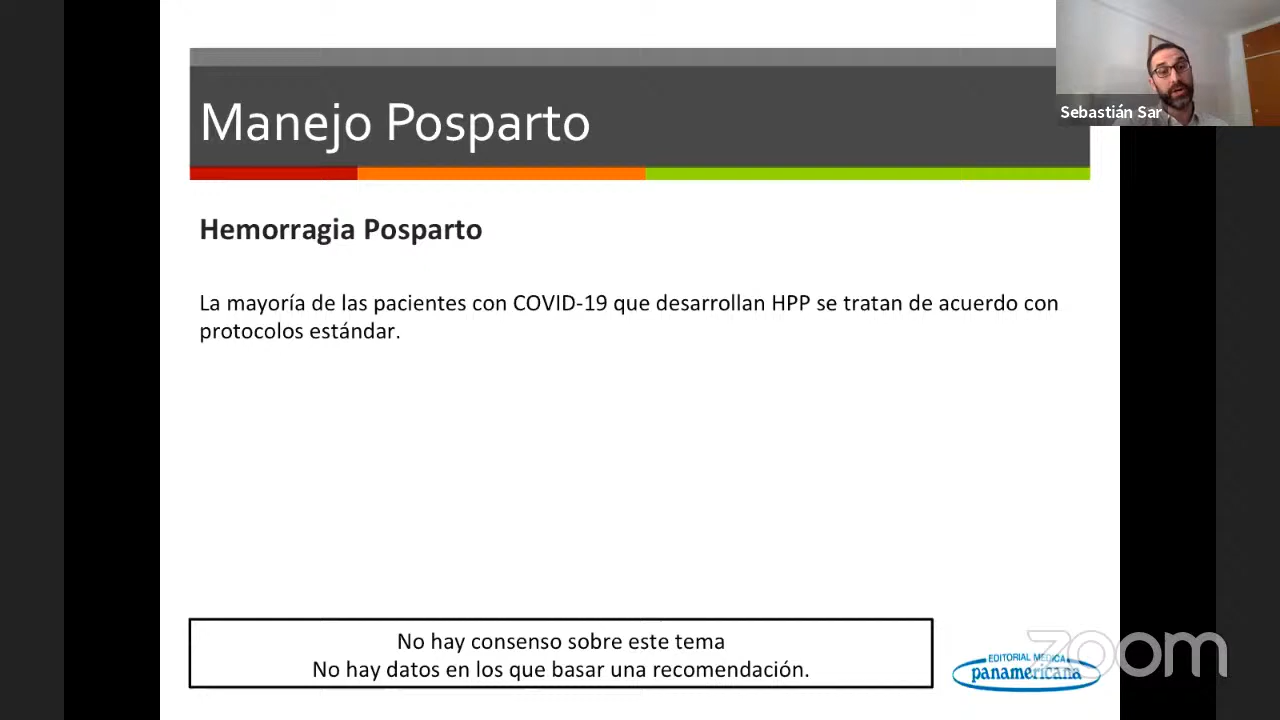 Manejo Posparto
Sebastián Sar
Hemorragia Posparto
La mayoría de las pacientes con COVID-19 que desarrollan HPP se tratan de acuerdo con
protocolos estándar.
No hay consenso sobre este tema
No hay datos en los que basar una recomendación.
EDITORIAL MEDICA
panamericana
zoom